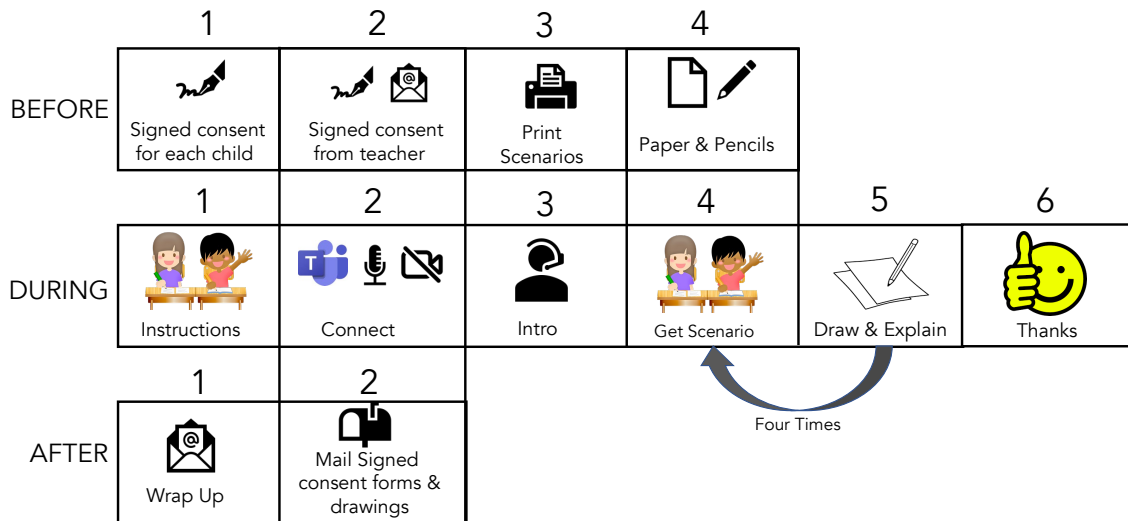 1 2 3 4
BEFORE
Signed consent
for each child
Signed consent
from teacher
Print
Scenarios
Paper & Pencils
1 2 3 4 5 6
DURING
T
Instructions
Connect
Intro
Get Scenario
Draw & Explain
Thanks
Four Times
1 2
AFTER
@
@
Wrap Up
Mail Signed
consent forms &
drawings